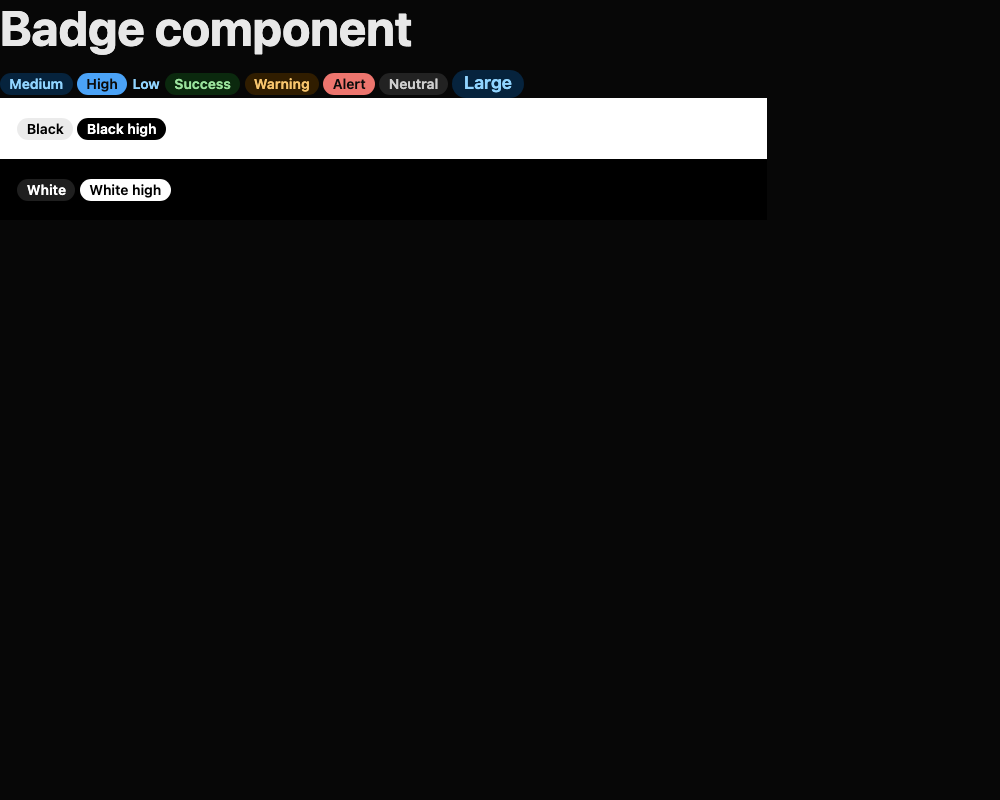 Badge component
Medium High Low Success Warning Alert Neutral Large
Black Black high
White White high